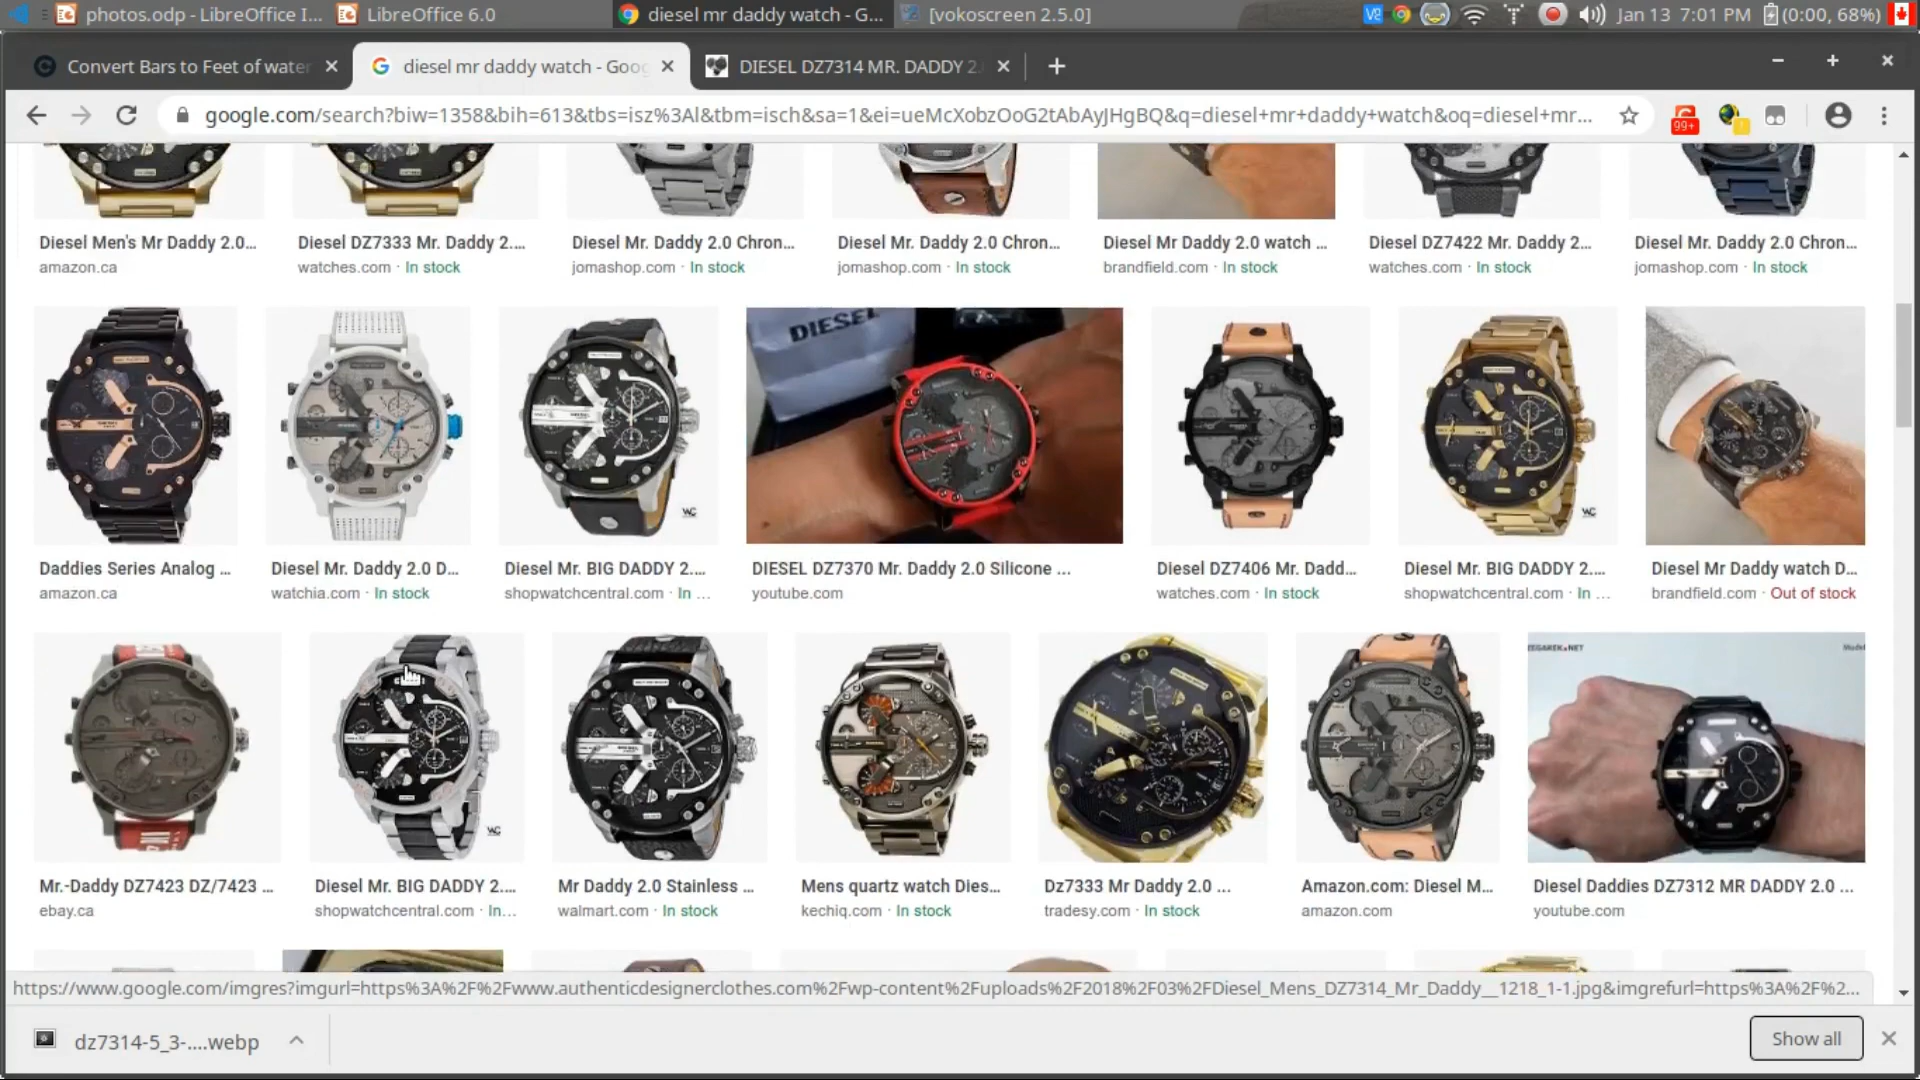 photos.odp - LibreOffice I...
LibreOffice 6.0
diesel mr daddy watch - G...
[vokoscreen 2.5.0]
Jan 13 7:01 PM
(0:00, 68%)
Convert Bars to Feet of water
diesel mr daddy watch - Goog
DIESEL DZ7314 MR. DADDY 2.
google.com/search?biw=1358&bih=613&tbs=isz%3Al&tbm=isch&sa=1&ei=ueMcXobzOoG2tAbAyJHgBQ&q=diesel+mr+daddy+watch&oq=diesel+mr...
99+
Diesel Men's Mr Daddy 2.0...
amazon.ca
Diesel DZ7333 Mr. Daddy 2....
watches.com · In stock
Diesel Mr. Daddy 2.0 Chron...
jomashop.com · In stock
Diesel Mr. Daddy 2.0 Chron...
jomashop.com · In stock
Diesel Mr Daddy 2.0 watch ...
brandfield.com · In stock
Diesel DZ7422 Mr. Daddy 2...
watches.com · In stock
Diesel Mr. Daddy 2.0 Chron...
jomashop.com · In stock
DIESEL
WC
WC
Daddies Series Analog ...
amazon.ca
Diesel Mr. Daddy 2.0 D...
watchia.com · In stock
Diesel Mr. BIG DADDY 2....
shopwatchcentral.com · In ...
DIESEL DZ7370 Mr. Daddy 2.0 Silicone ...
youtube.com
Diesel DZ7406 Mr. Dadd...
watches.com · In stock
Diesel Mr. BIG DADDY 2....
shopwatchcentral.com · In ...
Diesel Mr Daddy watch D...
brandfield.com · Out of stock
ZEGAREK.NET
Model
WC
Mr.-Daddy DZ7423 DZ/7423 ...
ebay.ca
Diesel Mr. BIG DADDY 2....
shopwatchcentral.com · In...
Mr Daddy 2.0 Stainless ...
walmart.com · In stock
Mens quartz watch Dies...
kechiq.com · In stock
Dz7333 Mr Daddy 2.0 ...
tradesy.com · In stock
Amazon.com: Diesel M...
amazon.com
Diesel Daddies DZ7312 MR DADDY 2.0 ...
youtube.com
https://www.google.com/imgres?imgurl=https%3A%2F%2Fwww.authenticdesignerclothes.com%2Fwp-content%2Fuploads%2F2018%2F03%2FDiesel_Mens_DZ7314_Mr_Daddy__1218_1-1.jpg&imgrefurl=https%3A%2F%2...
dz7314-5_3-....webp
Show all